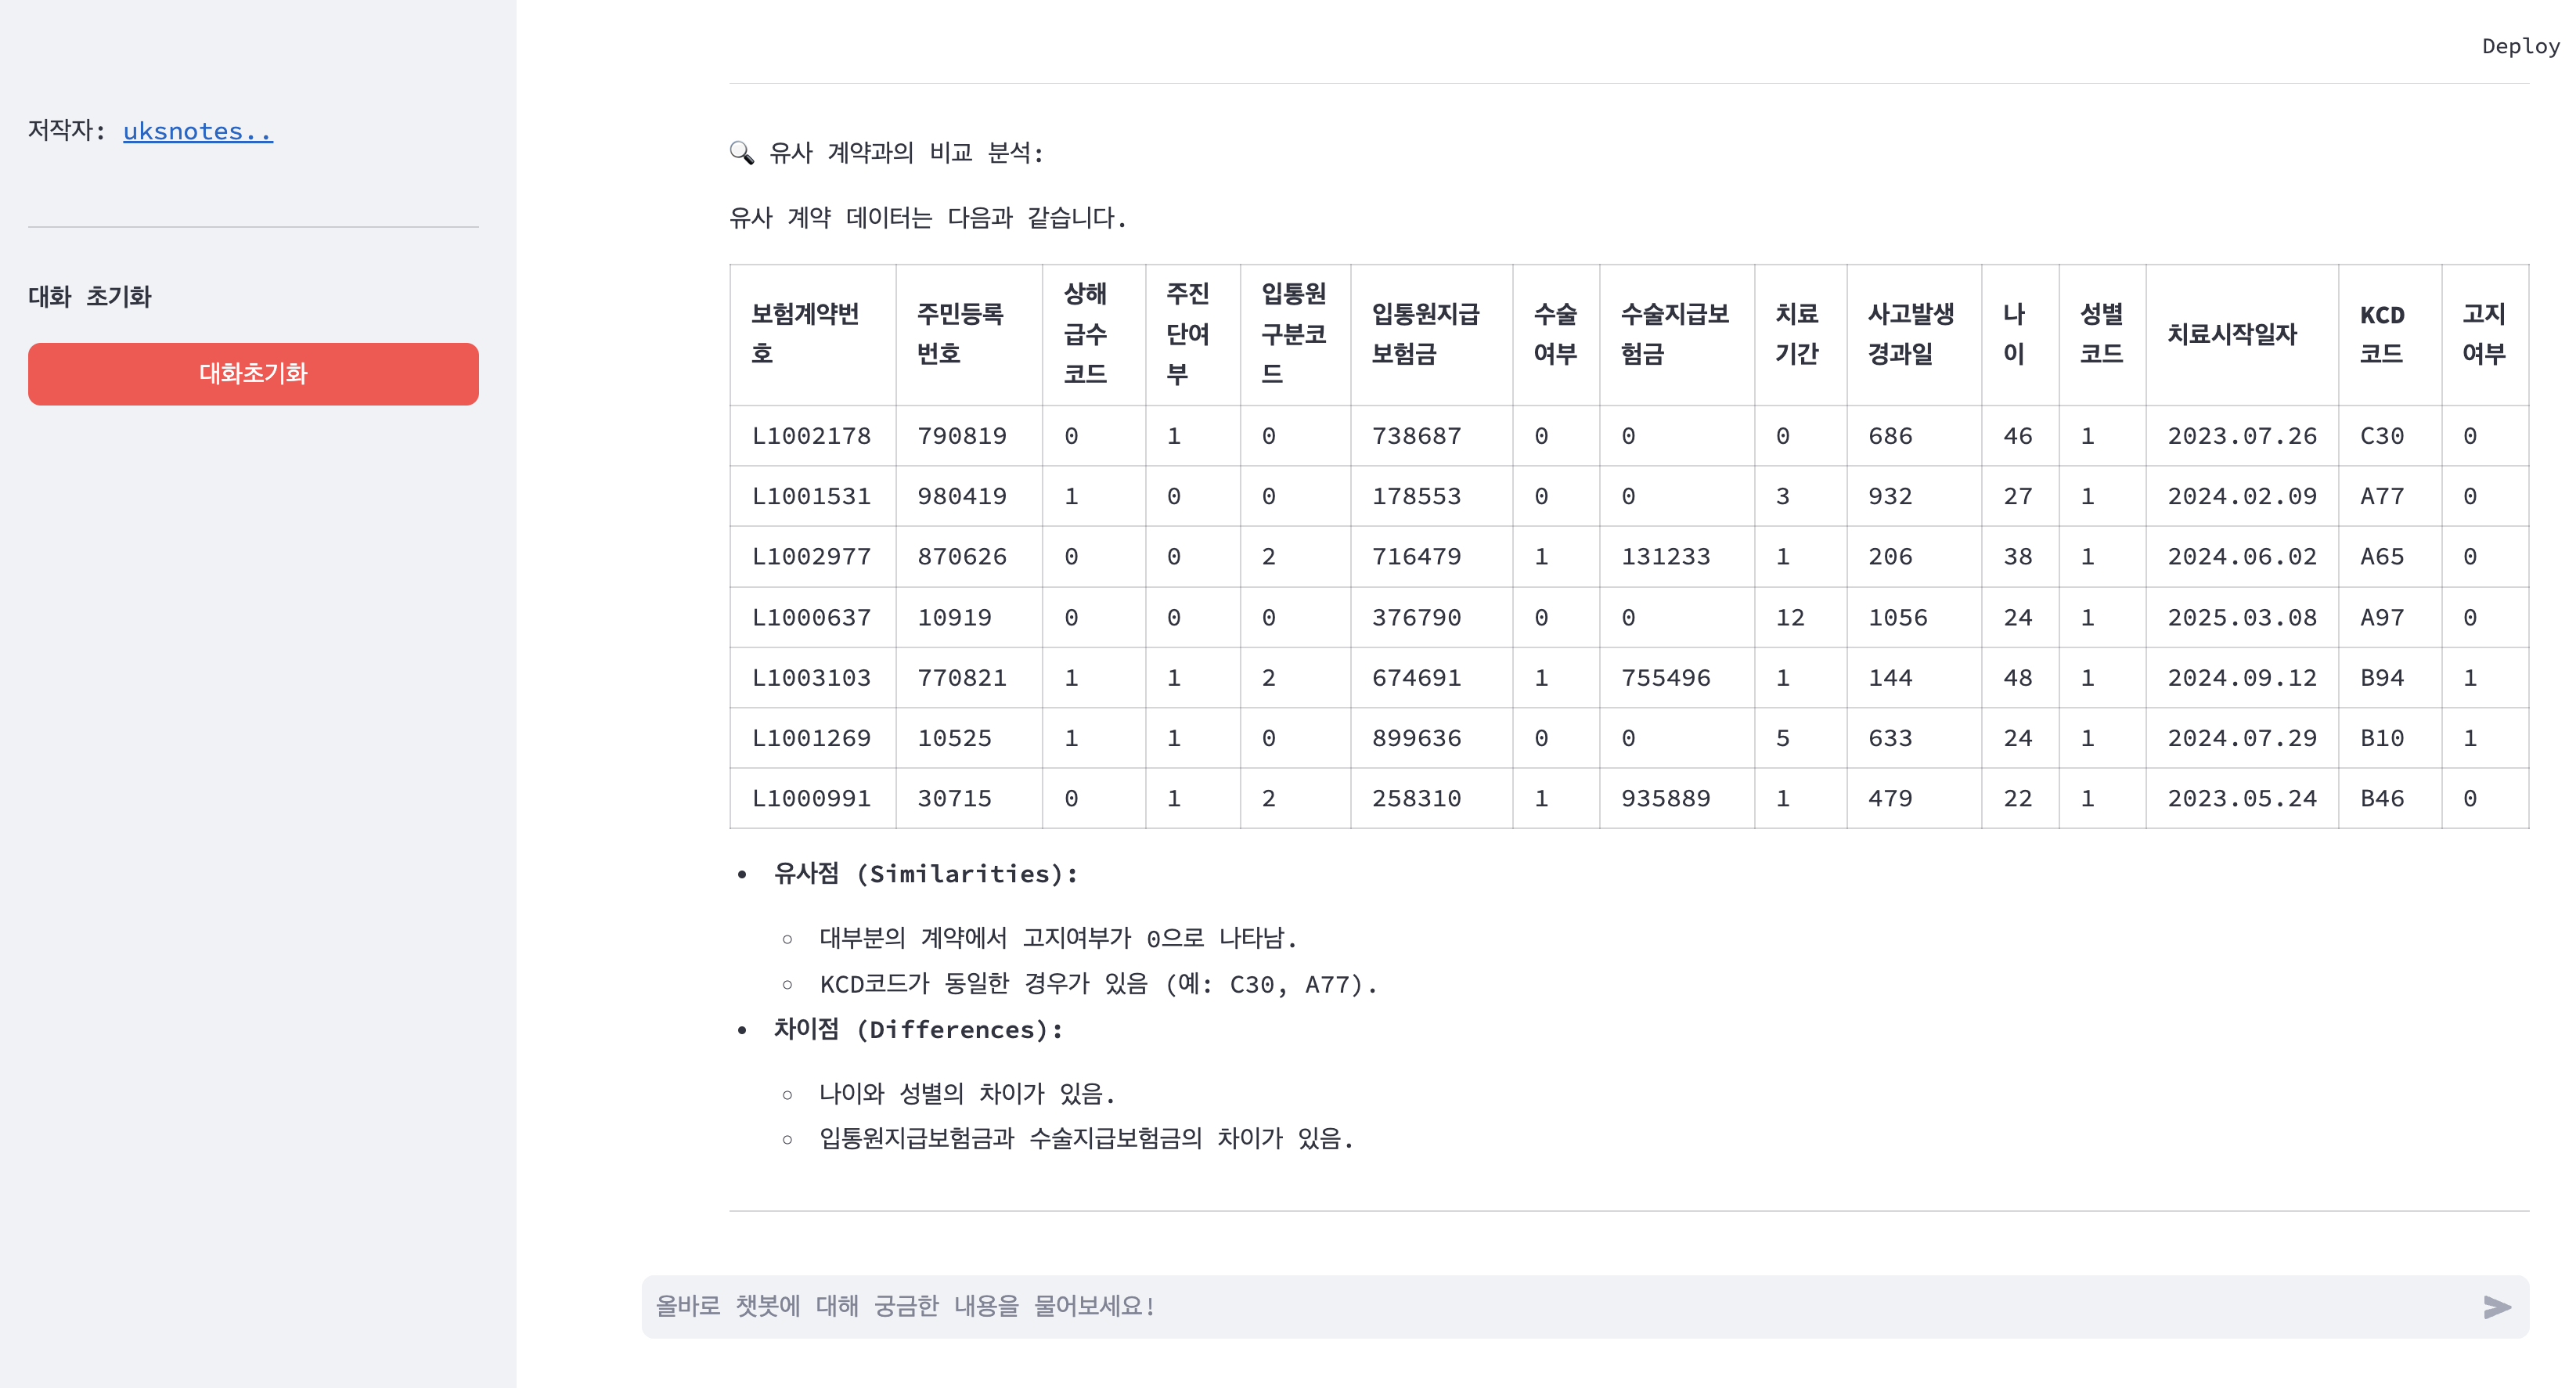 Deploy
저작자: uksnotes..
대화 초기화
대화초기화
🔍 유사 계약과의 비교 분석:
유사 계약 데이터는 다음과 같습니다.
보험계약번호 주민등록번호 상해급수코드 주진단여부 입통원구분코드 입통원지급보험금 수술여부 수술지급보험금 치료기간 사고발생경과일 나이 성별코드 치료시작일자 KCD코드 고지여부
L1002178 790819 0 1 0 738687 0 0 0 686 46 1 2023.07.26 C30 0
L1001531 980419 1 0 0 178553 0 0 3 932 27 1 2024.02.09 A77 0
L1002977 870626 0 0 2 716479 1 131233 1 206 38 1 2024.06.02 A65 0
L1000637 10919 0 0 0 376790 0 0 12 1056 24 1 2025.03.08 A97 0
L1003103 770821 1 1 2 674691 1 755496 1 144 48 1 2024.09.12 B94 1
L1001269 10525 1 1 0 899636 0 0 5 633 24 1 2024.07.29 B10 1
L1000991 30715 0 1 2 258310 1 935889 1 479 22 1 2023.05.24 B46 0
• 유사점 (Similarities):
◦ 대부분의 계약에서 고지여부가 0으로 나타남.
◦ KCD코드가 동일한 경우가 있음 (예: C30, A77).
• 차이점 (Differences):
◦ 나이와 성별의 차이가 있음.
◦ 입통원지급보험금과 수술지급보험금의 차이가 있음.
올바로 챗봇에 대해 궁금한 내용을 물어보세요!